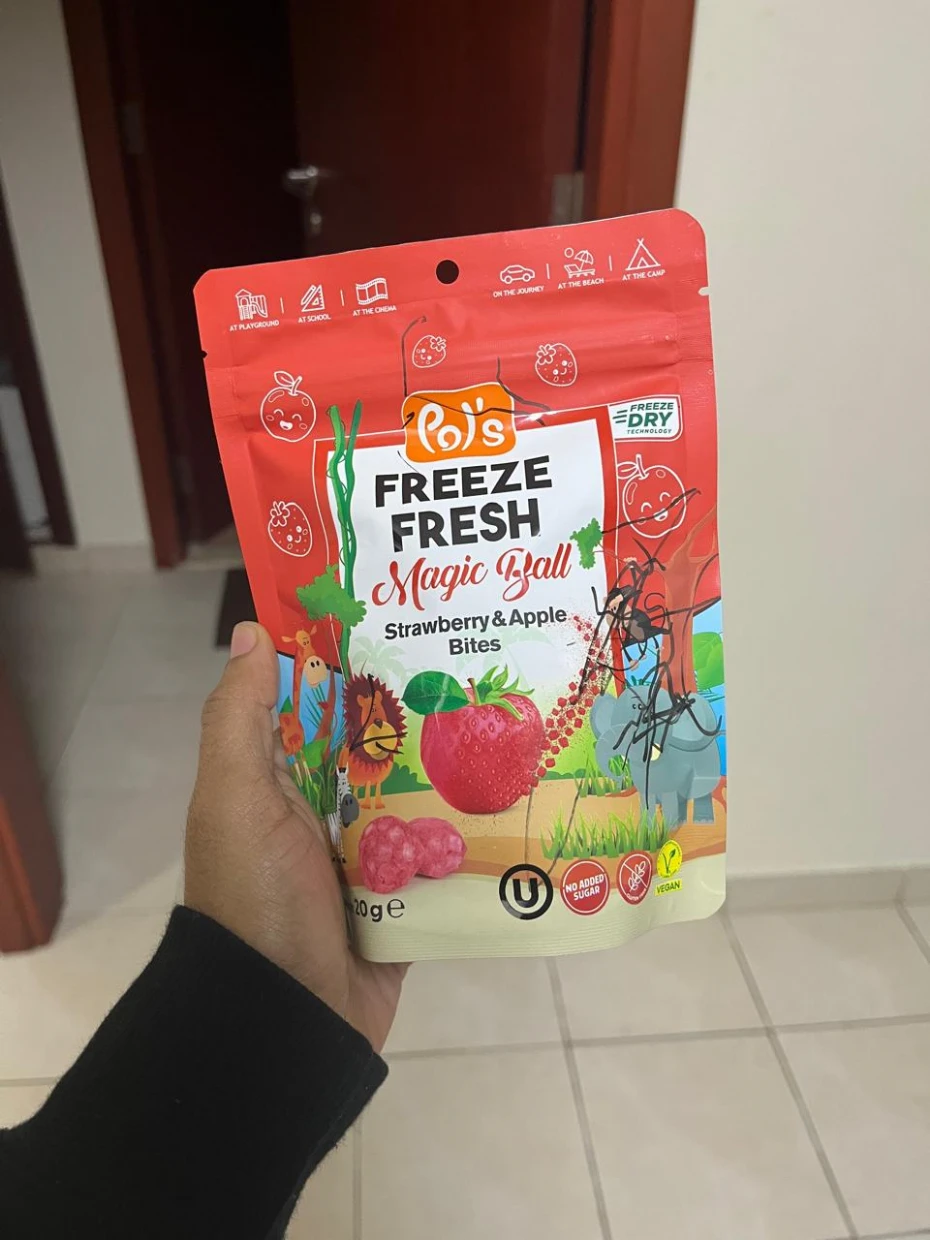 AT PLAYGROUND
AT SCHOOL
AT THE CINEMA
ON THE JOURNEY
AT THE BEACH
AT THE CAMP
Pol's
FREEZE
DRY
TECHNOLOGY
FREEZE
FRESH
Magic Ball
Strawberry & Apple
Bites
U
NO ADDED
SUGAR
V
VEGAN
20 g ℮